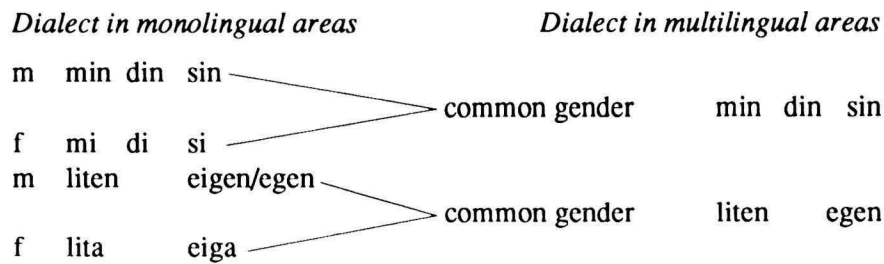 Dialect in monolingual areas Dialect in multilingual areas
m min din sin
common gender min din sin
f mi di si
m liten eigen/egen
common gender liten egen
f lita eiga